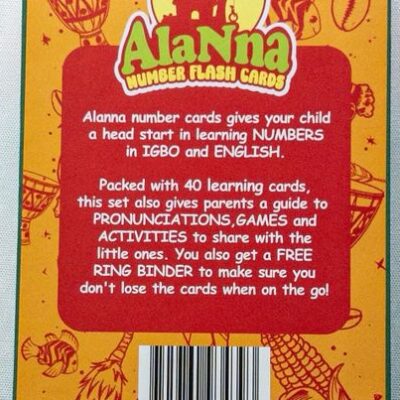 AlaNna
NUMBER FLASH CARDS
Alanna number cards gives your child
a head start in learning NUMBERS
in IGBO and ENGLISH.
Packed with 40 learning cards,
this set also gives parents a guide to
PRONUNCIATIONS,GAMES and
ACTIVITIES to share with the
little ones. You also get a FREE
RING BINDER to make sure you
don't lose the cards when on the go!